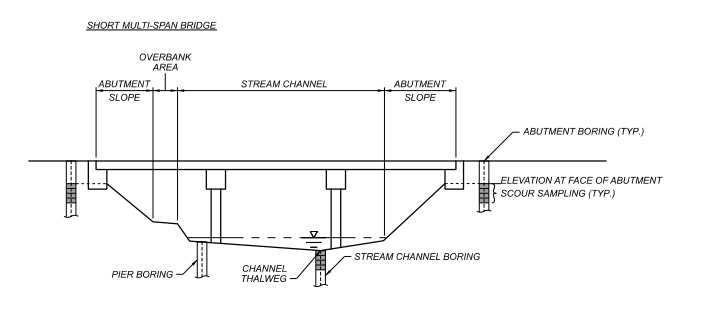 SHORT MULTI-SPAN BRIDGE
OVERBANK
AREA
ABUTMENT
SLOPE
STREAM CHANNEL
ABUTMENT
SLOPE
ABUTMENT BORING (TYP.)
ELEVATION AT FACE OF ABUTMENT
SCOUR SAMPLING (TYP.)
PIER BORING
CHANNEL
THALWEG
STREAM CHANNEL BORING